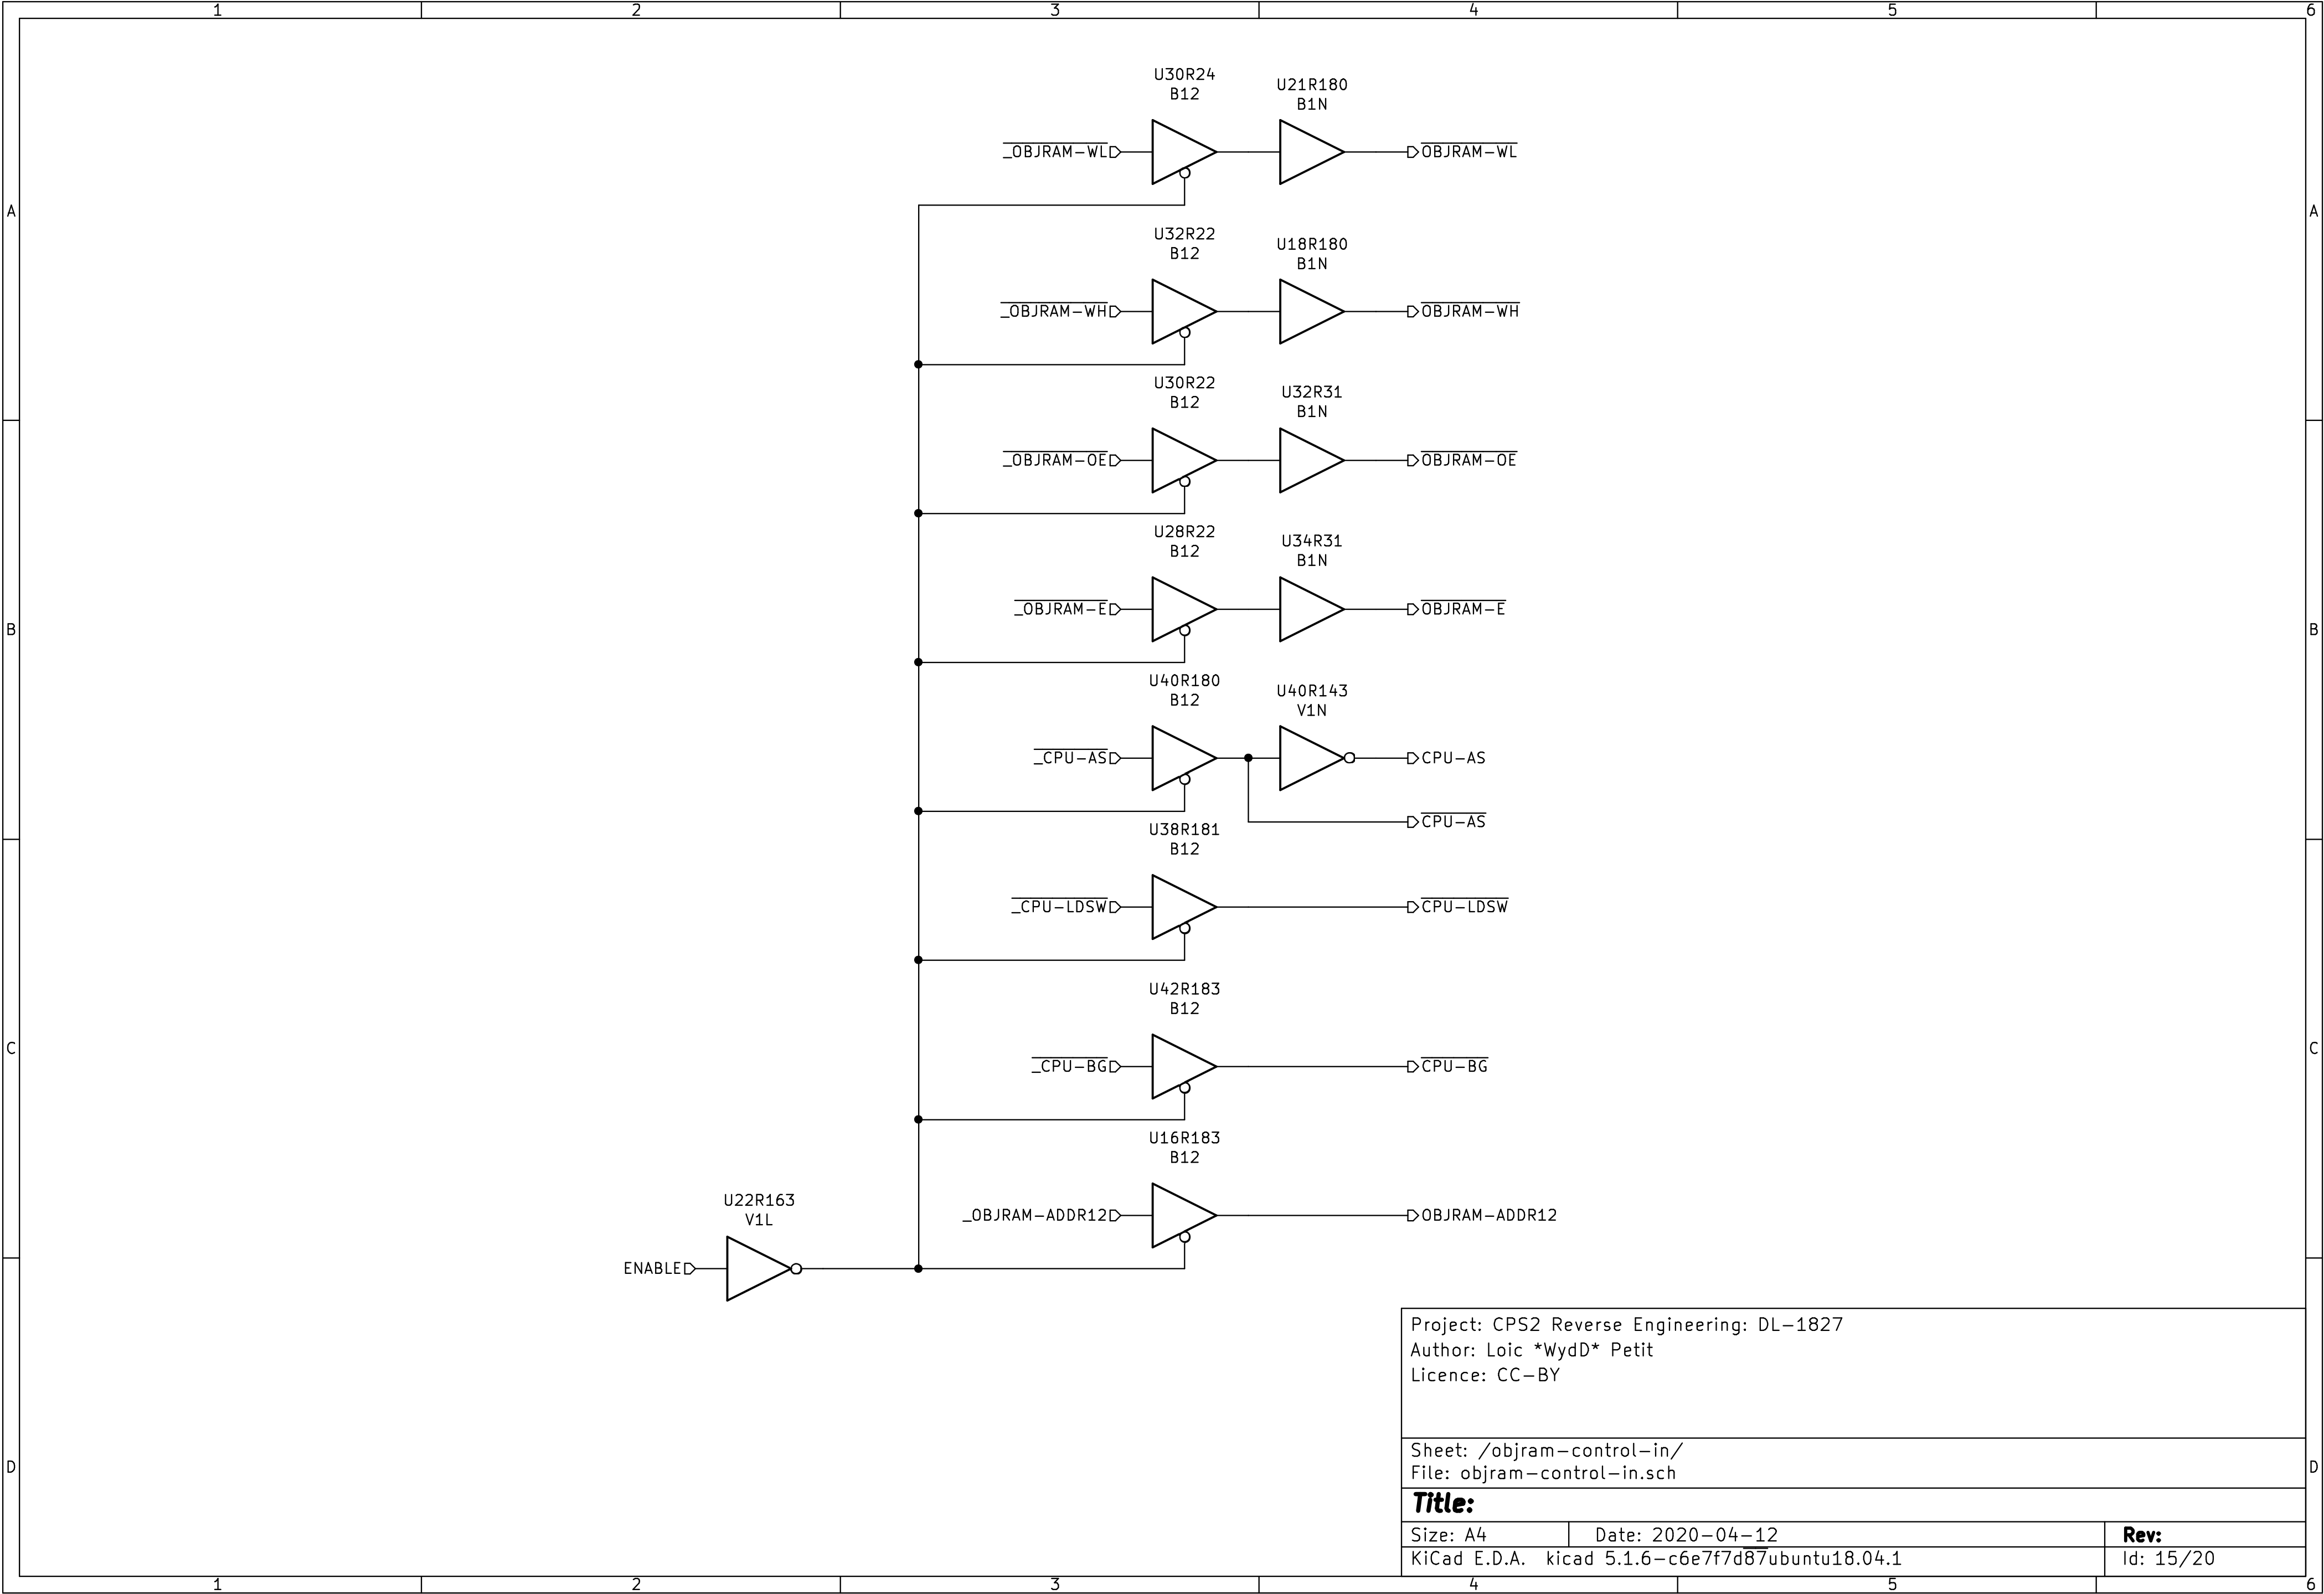 1 2 3 4 5 6
U30R24
B12
U21R180
B1N
_OBJRAM-WL
OBJRAM-WL
A A
U32R22
B12
U18R180
B1N
_OBJRAM-WH
OBJRAM-WH
U30R22
B12
U32R31
B1N
_OBJRAM-OE
OBJRAM-OE
U28R22
B12
U34R31
B1N
_OBJRAM-E
OBJRAM-E
B B
U40R180
B12
U40R143
V1N
_CPU-AS
CPU-AS
CPU-AS
U38R181
B12
_CPU-LDSW
CPU-LDSW
U42R183
B12
C C
_CPU-BG
CPU-BG
U16R183
B12
_OBJRAM-ADDR12
OBJRAM-ADDR12
U22R163
V1L
ENABLE
Project: CPS2 Reverse Engineering: DL-1827
Author: Loic *WydD* Petit
Licence: CC-BY
Sheet: /objram-control-in/
File: objram-control-in.sch
D D
Title:
Size: A4
Date: 2020-04-12
Rev:
KiCad E.D.A. kicad 5.1.6-c6e7f7d87ubuntu18.04.1
Id: 15/20
1 2 3 4 5 6